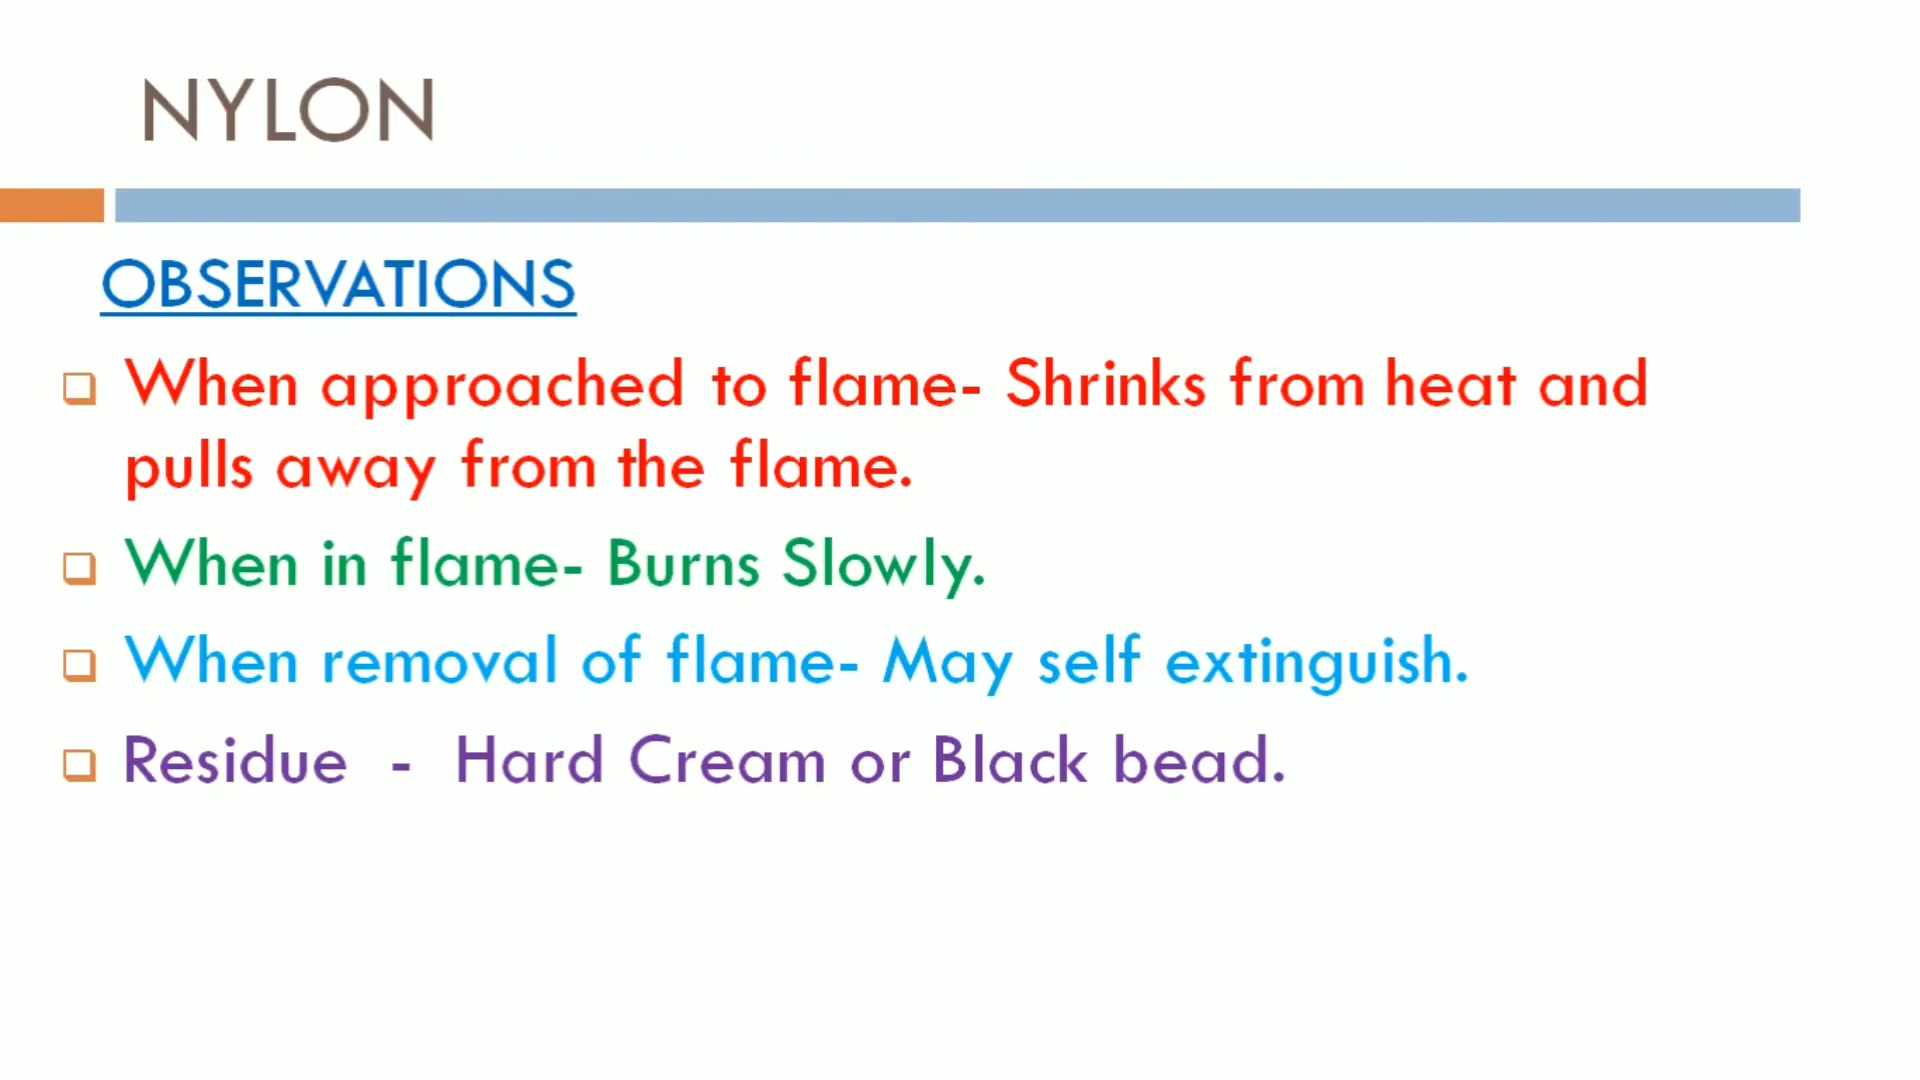 NYLON
OBSERVATIONS
When approached to flame- Shrinks from heat and
pulls away from the flame.
When in flame- Burns Slowly.
When removal of flame- May self extinguish.
Residue - Hard Cream or Black bead.